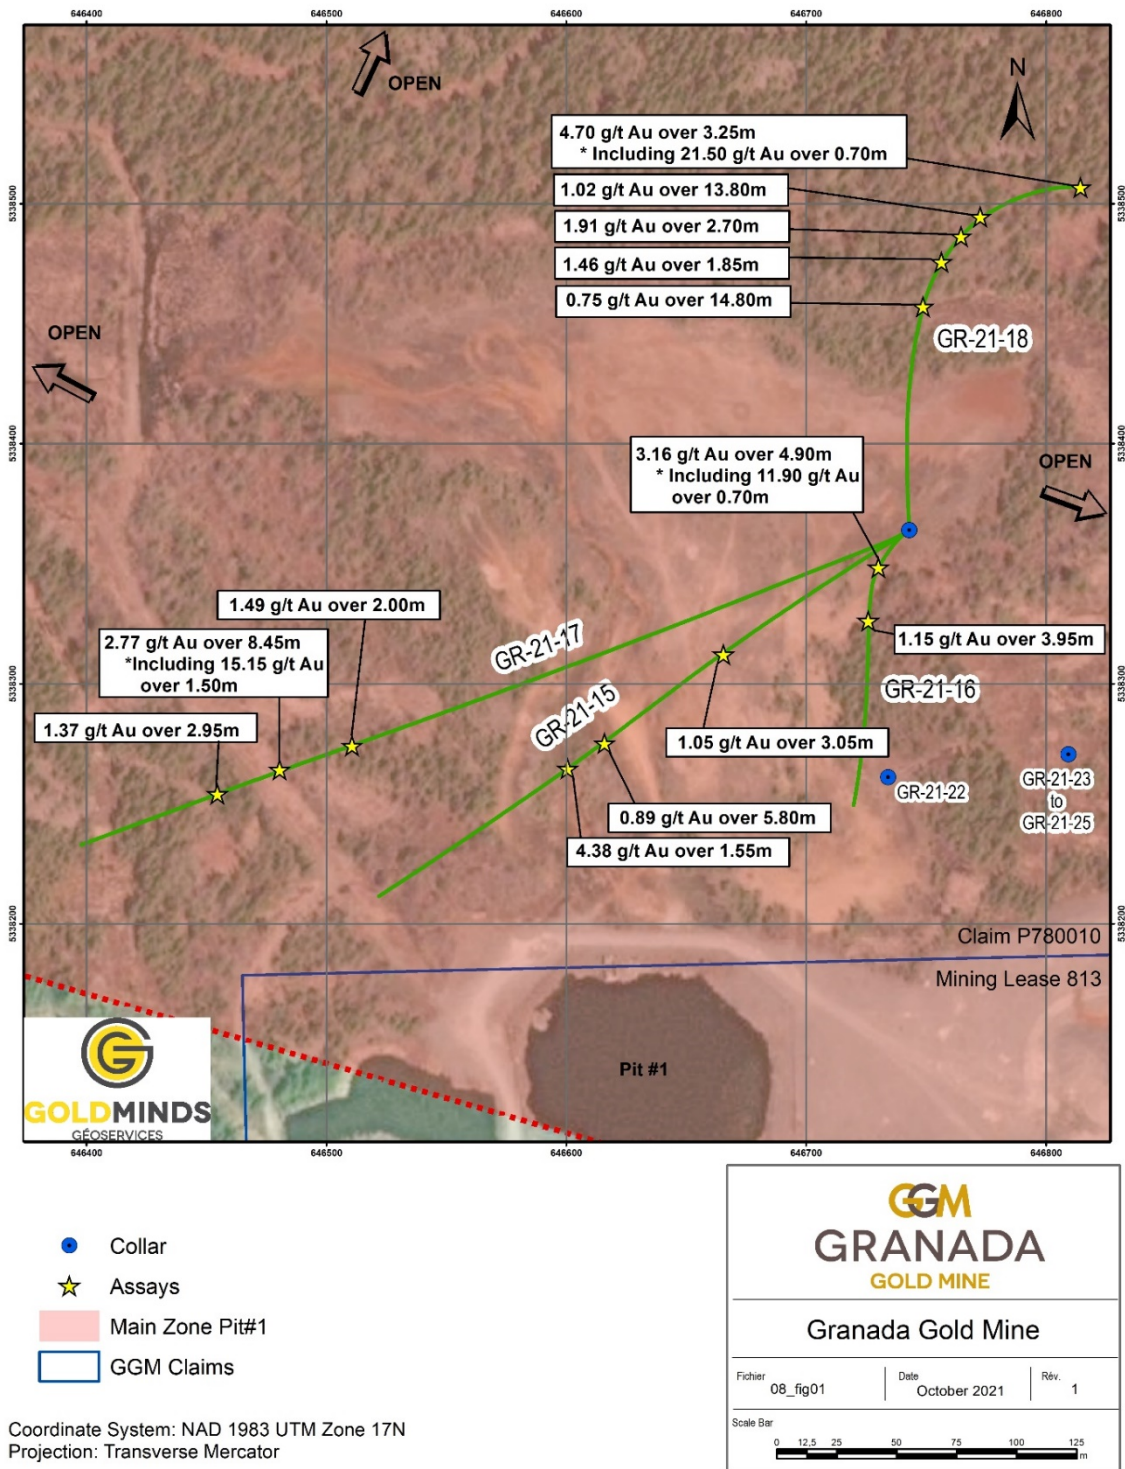 646400
646500
646600
646700
646800
OPEN
N
4.70 g/t Au over 3.25m
* Including 21.50 g/t Au over 0.70m
1.02 g/t Au over 13.80m
5338500
5338500
1.91 g/t Au over 2.70m
1.46 g/t Au over 1.85m
0.75 g/t Au over 14.80m
OPEN
GR-21-18
5338400
5338400
3.16 g/t Au over 4.90m
* Including 11.90 g/t Au
over 0.70m
OPEN
1.49 g/t Au over 2.00m
2.77 g/t Au over 8.45m
*Including 15.15 g/t Au
over 1.50m
GR-21-17
1.15 g/t Au over 3.95m
5338300
5338300
GR-21-16
GR-21-15
1.37 g/t Au over 2.95m
1.05 g/t Au over 3.05m
GR-21-22
GR-21-23
to
GR-21-25
0.89 g/t Au over 5.80m
4.38 g/t Au over 1.55m
5338200
5338200
Claim P780010
Mining Lease 813
Pit #1
G
GOLDMINDS
GÉOSERVICES
646400
646500
646600
646700
646800
Collar
Assays
Main Zone Pit#1
GGM Claims
Coordinate System: NAD 1983 UTM Zone 17N
Projection: Transverse Mercator
GGM
GRANADA
GOLD MINE
Granada Gold Mine
Fichier
08_fig01
Date
October 2021
Rév.
1
Scale Bar
0 12,5 25 50 75 100 125
m